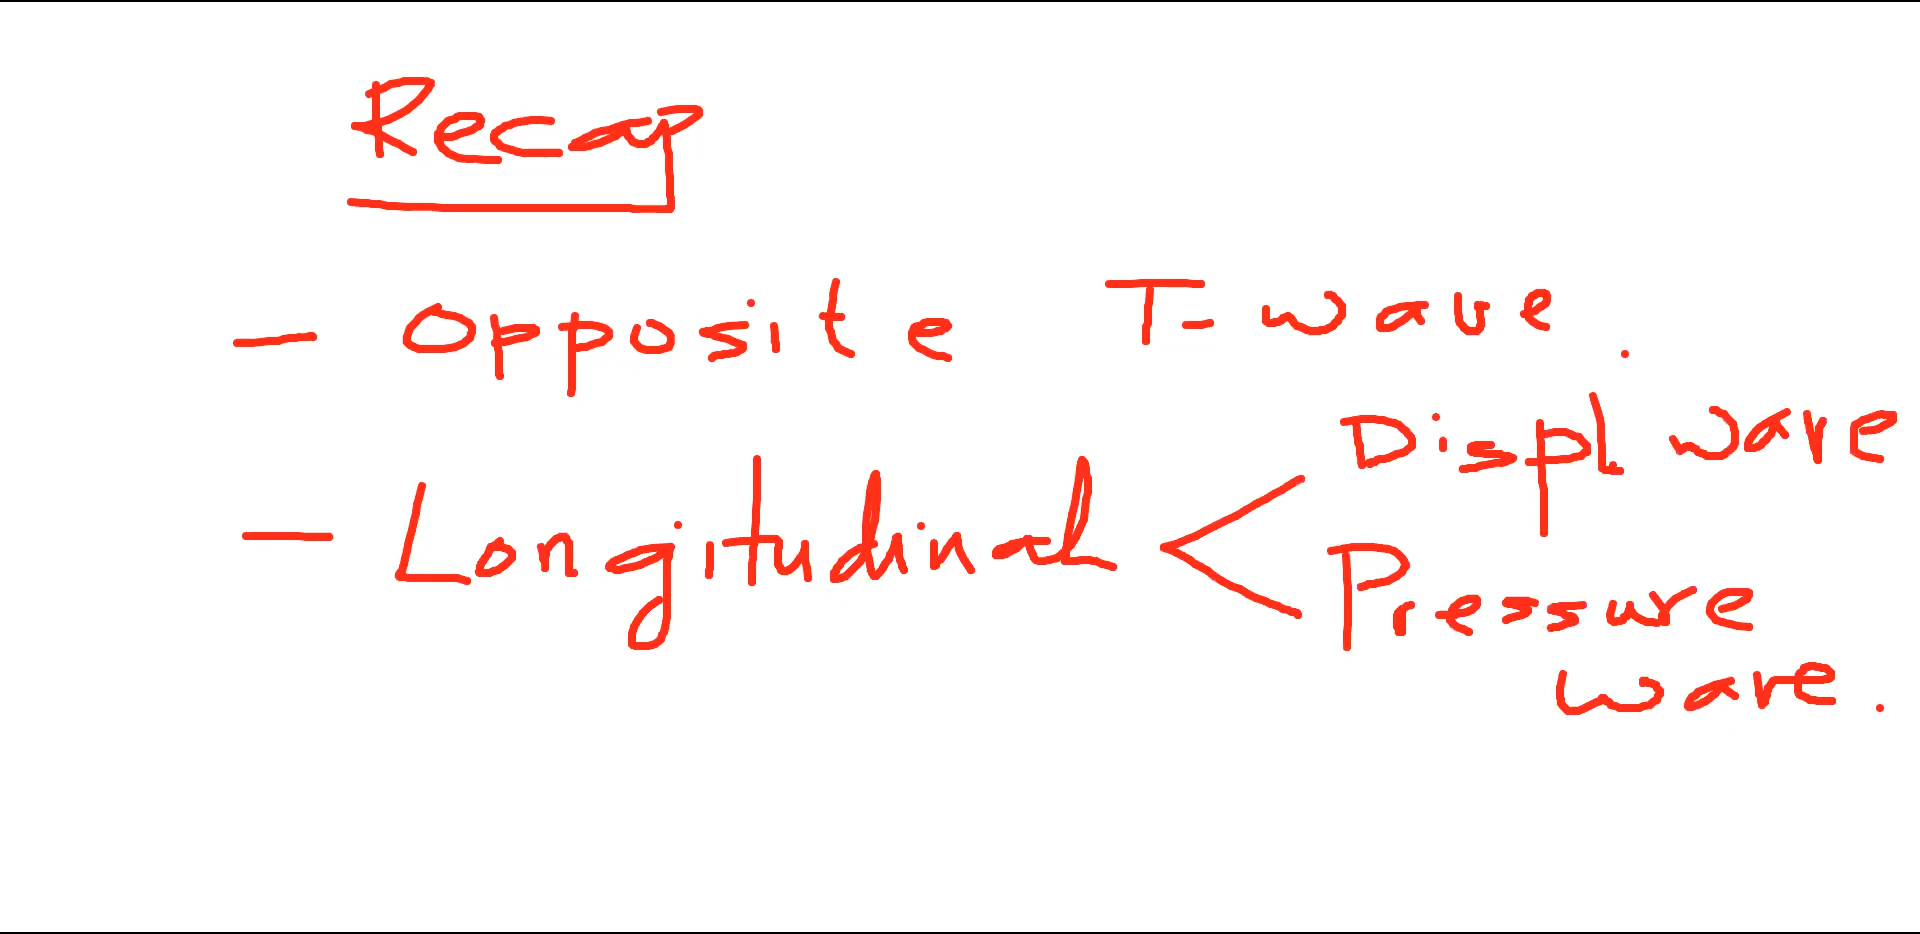 Recap
- Opposite T-wave.
- Longitudinal < Displ. wave
Pressure
wave.